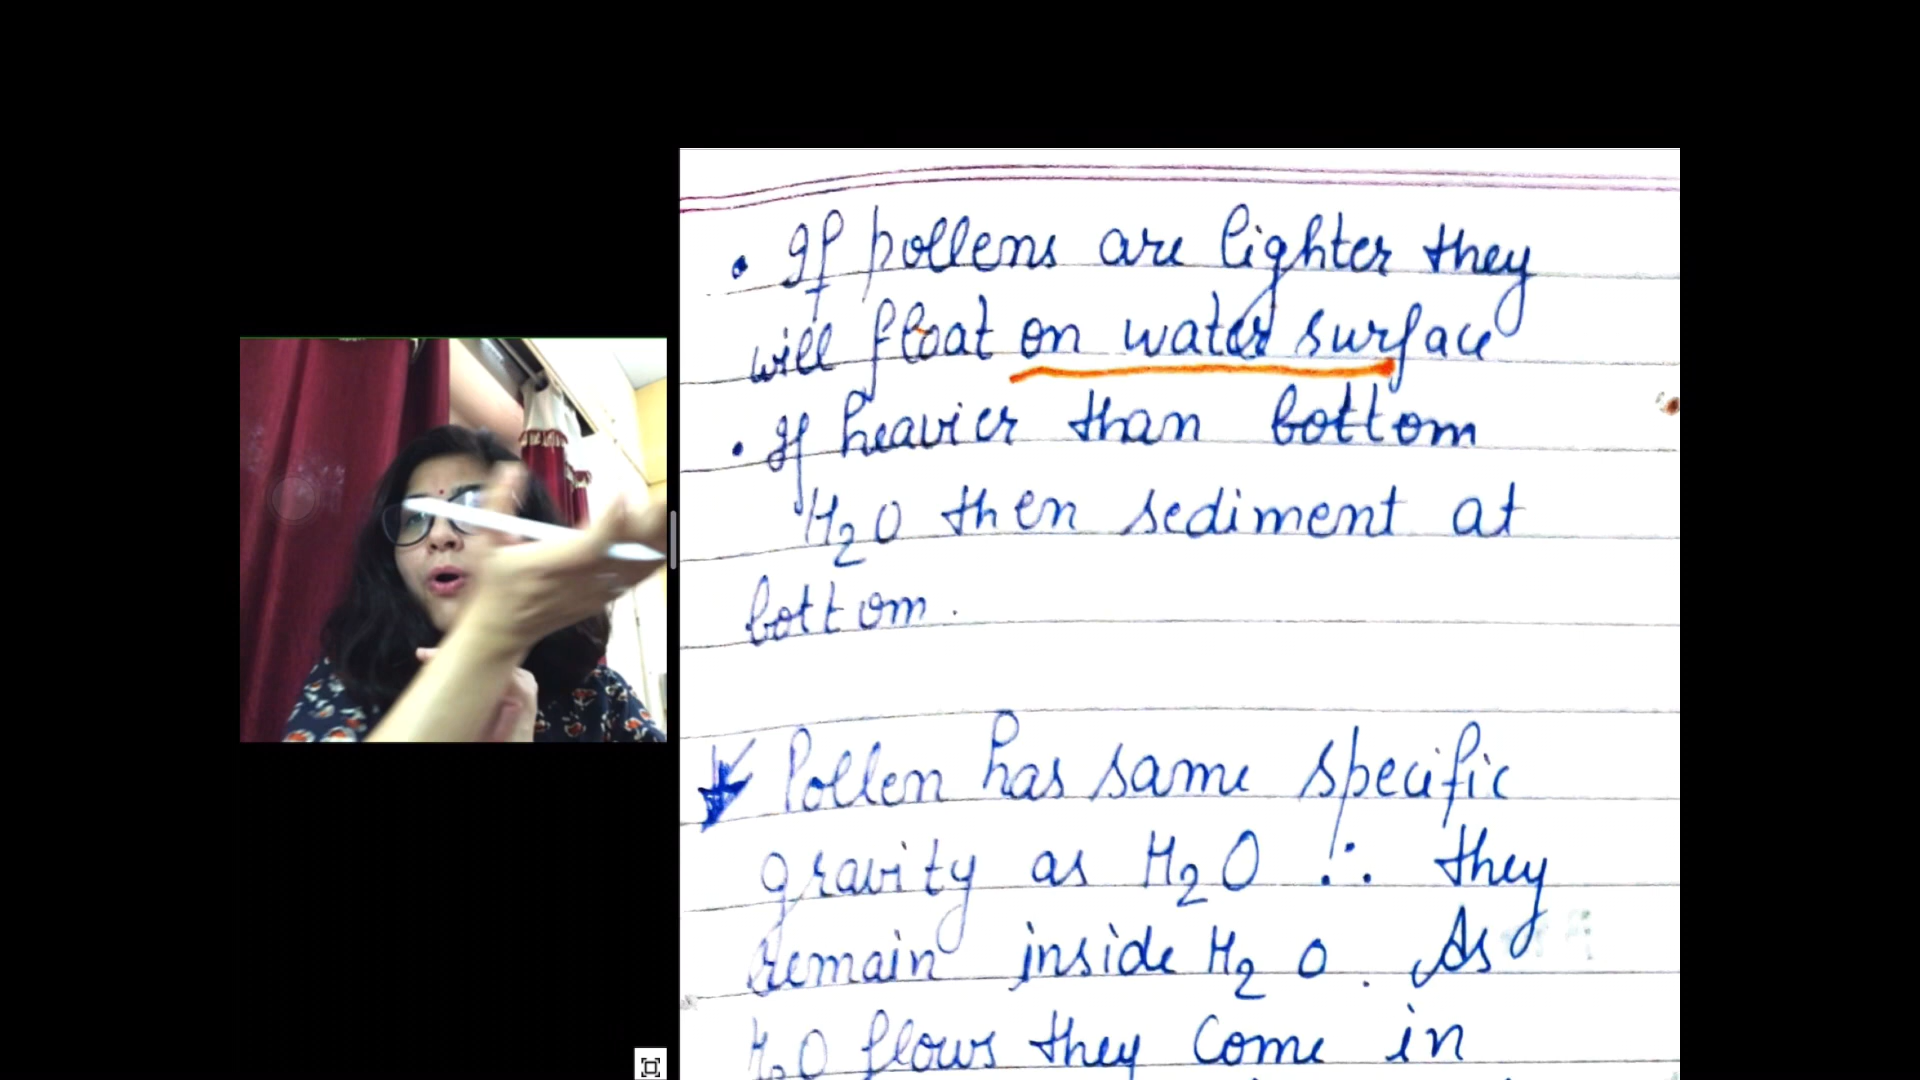 • If pollens are lighter they
will float on water surface
• If heavier than bottom
H₂O then sediment at
bottom.
Pollen has same specific
gravity as H₂O ∴ they
remain inside H₂O. As
H₂O flows they come in